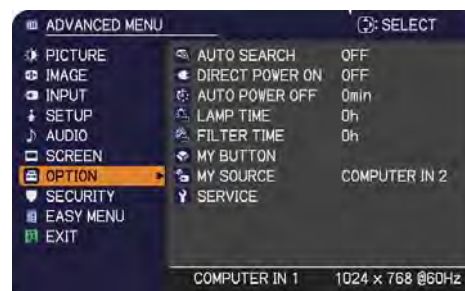 ADVANCED MENU : SELECT
PICTURE
IMAGE
INPUT
SETUP
AUDIO
SCREEN
OPTION
SECURITY
EASY MENU
EXIT
AUTO SEARCH OFF
DIRECT POWER ON OFF
AUTO POWER OFF 0min
LAMP TIME 0h
FILTER TIME 0h
MY BUTTON
MY SOURCE COMPUTER IN 2
SERVICE
COMPUTER IN 1 1024 x 768 @60Hz